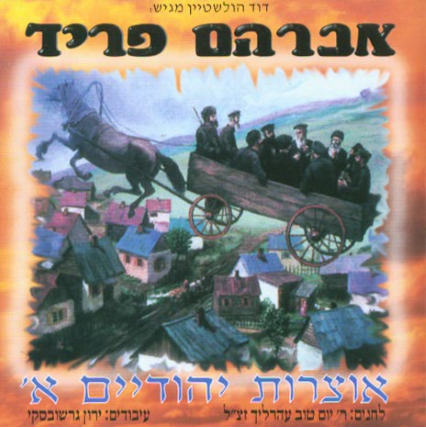 דוד הולשטיין מגיש:
אברהם פריד
אוצרות יהודיים א'
לחנים: ר' יום טוב עהרליך זצ"ל עיבודים: ירון גרשובסקי